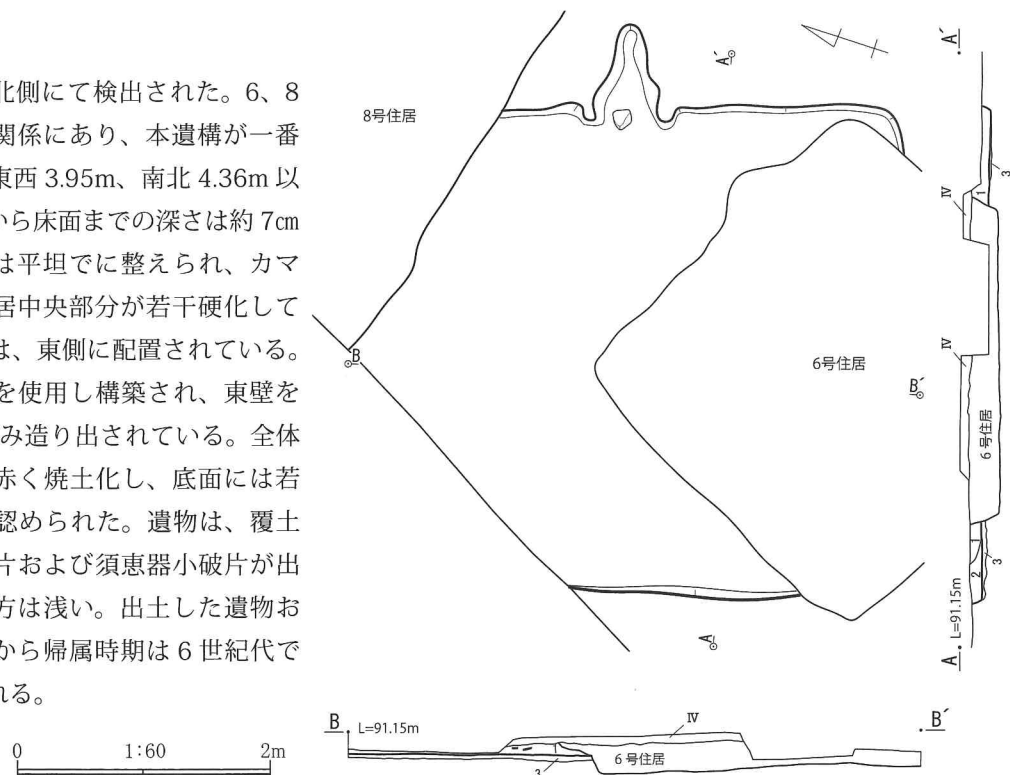 北側にて検出された。6、8
関係にあり、本遺構が一番
東西 3.95m、南北 4.36m 以
から床面までの深さは約 7㎝
は平坦でに整えられ、カマ
居中央部分が若干硬化して
は、東側に配置されている。
を使用し構築され、東壁を
み造り出されている。全体
赤く焼土化し、底面には若
認められた。遺物は、覆土
片および須恵器小破片が出
方は浅い。出土した遺物お
から帰属時期は 6 世紀代で
れる。
0 1:60 2m
8号住居
A´
B
6号住居
B´
A
A´
3
1
Ⅳ
Ⅳ
6号住居
3
2
A L=91.15m
B L=91.15m
Ⅳ
B´
6号住居
3